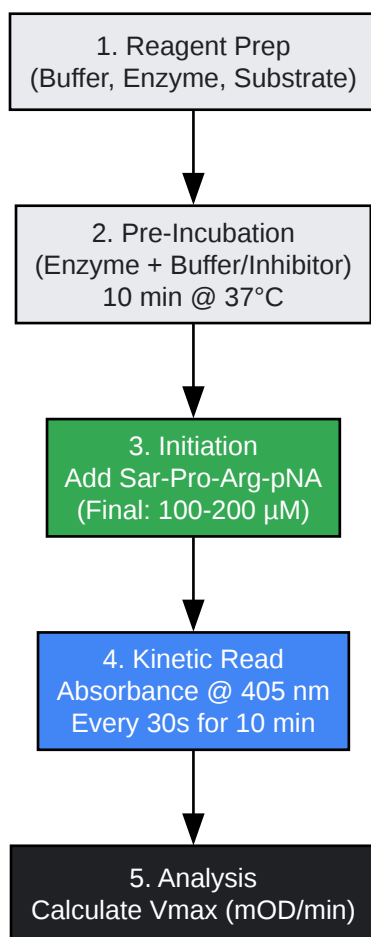 1. Reagent Prep
(Buffer, Enzyme, Substrate)
2. Pre-Incubation
(Enzyme + Buffer/Inhibitor)
10 min @ 37°C
3. Initiation
Add Sar-Pro-Arg-pNA
(Final: 100-200 µM)
4. Kinetic Read
Absorbance @ 405 nm
Every 30s for 10 min
5. Analysis
Calculate Vmax (mOD/min)